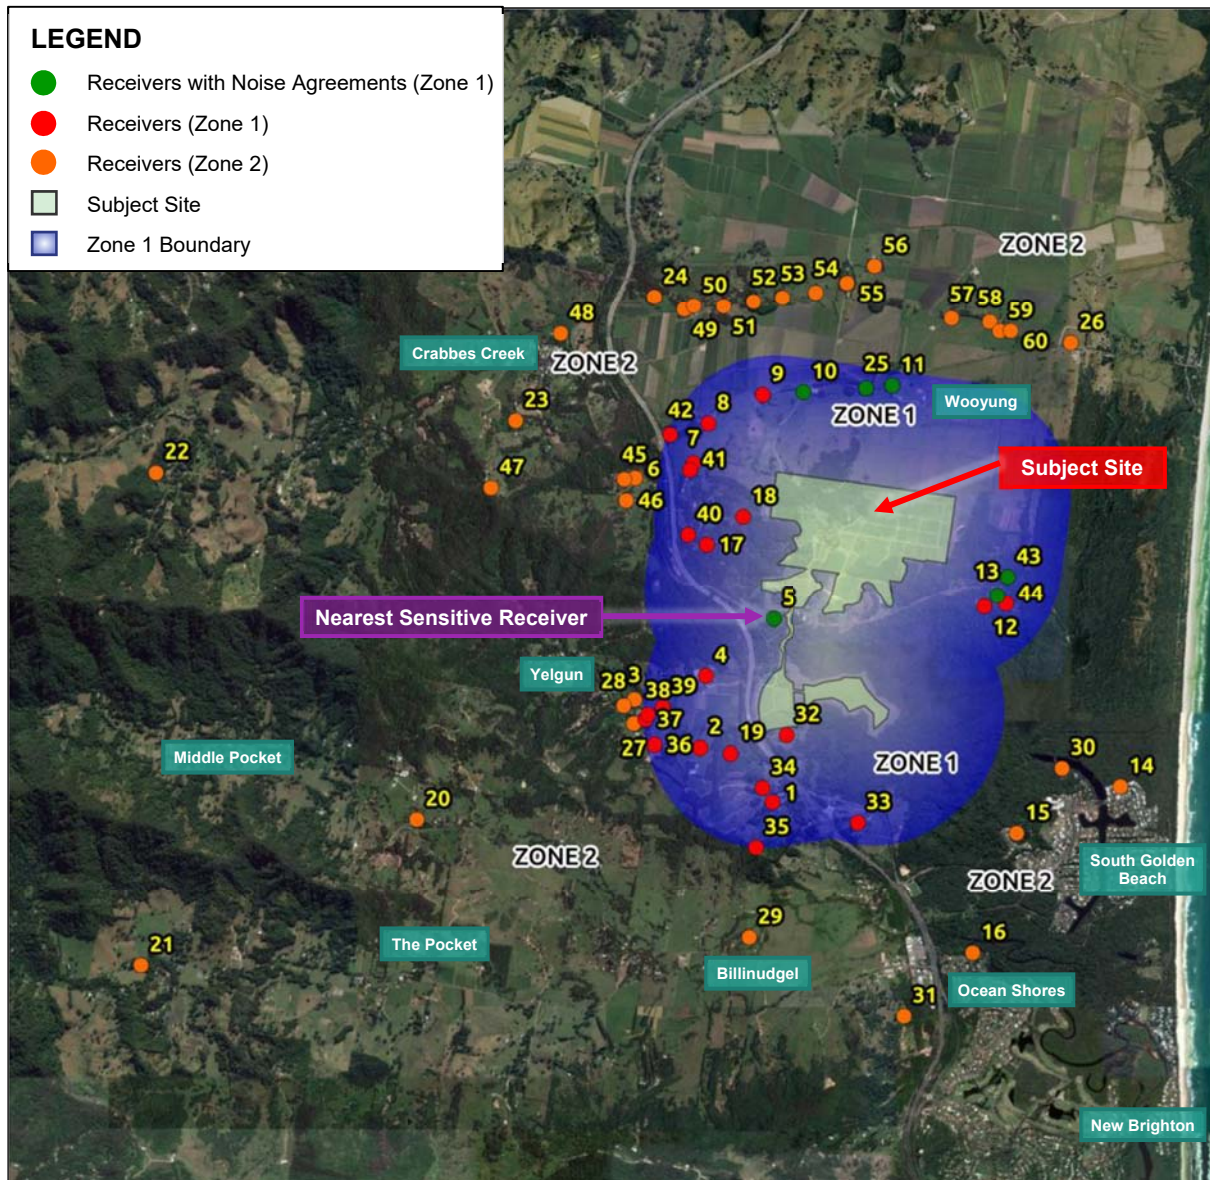 LEGEND
Receivers with Noise Agreements (Zone 1)
Receivers (Zone 1)
Receivers (Zone 2)
Subject Site
Zone 1 Boundary
56
ZONE 2
24
50
52
53
54
55
49
51
57
58
59
60
26
48
Crabbes Creek
ZONE 2
9
10
25
11
Wooyung
ZONE 1
23
42
8
7
41
Subject Site
22
47
45
6
46
18
40
17
43
13
44
12
Nearest Sensitive Receiver
5
Yelgun
28
3
38
39
4
37
27
36
2
19
32
Middle Pocket
ZONE 1
30
14
34
1
33
20
35
15
ZONE 2
South Golden
Beach
ZONE 2
29
21
The Pocket
Billinudgel
16
Ocean Shores
31
New Brighton